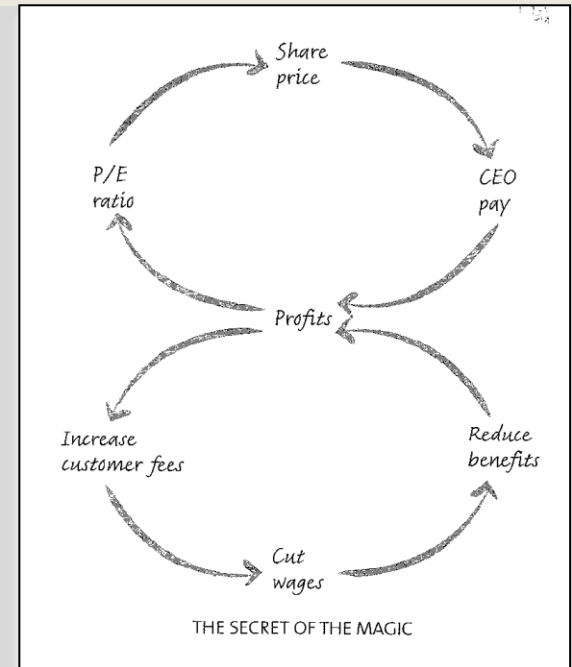 Share
price
P/E
ratio
CEO
pay
Profits
Increase
customer fees
Reduce
benefits
Cut
wages
THE SECRET OF THE MAGIC